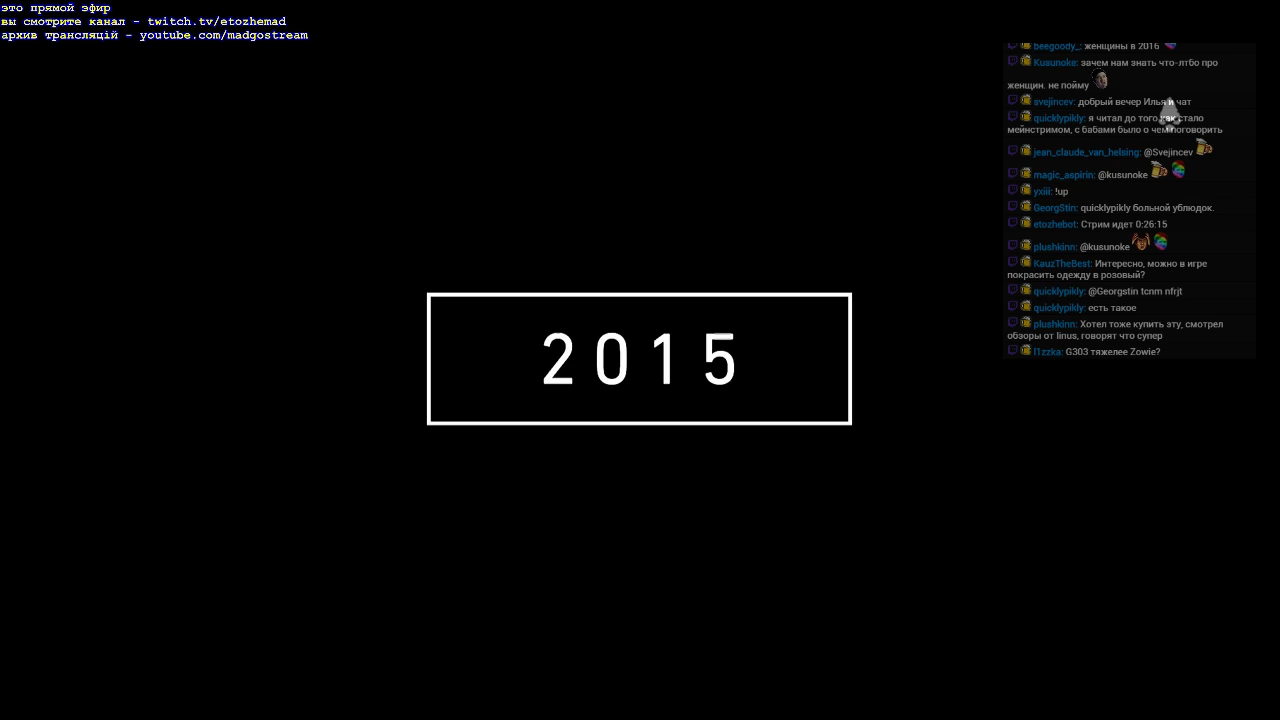 это прямой эфир
вы смотрите канал - twitch.tv/etozhemad
архив трансляцій - youtube.com/madgostream
beegoody_: женщины в 2016
Kusunoke: зачем нам знать что-лтбо про
женщин. не пойму
svejincev: добрый вечер Илья и чат
quicklypikly: я читал до того как стало
мейнстримом, с бабами было о чем поговорить
jean_claude_van_helsing: @Svejincev
magic_aspirin: @kusunoke
yxiii: !up
GeorgStin: quicklypikly больной ублюдок.
etozhebot: Стрим идет 0:26:15
plushkinn: @kusunoke
KauzTheBest: Интересно, можно в игре
покрасить одежду в розовый?
quicklypikly: @Georgstin tcnm nfrjt
quicklypikly: есть такое
plushkinn: Хотел тоже купить эту, смотрел
обзоры от linus, говорят что супер
l1zzka: G303 тяжелее Zowie?
2015